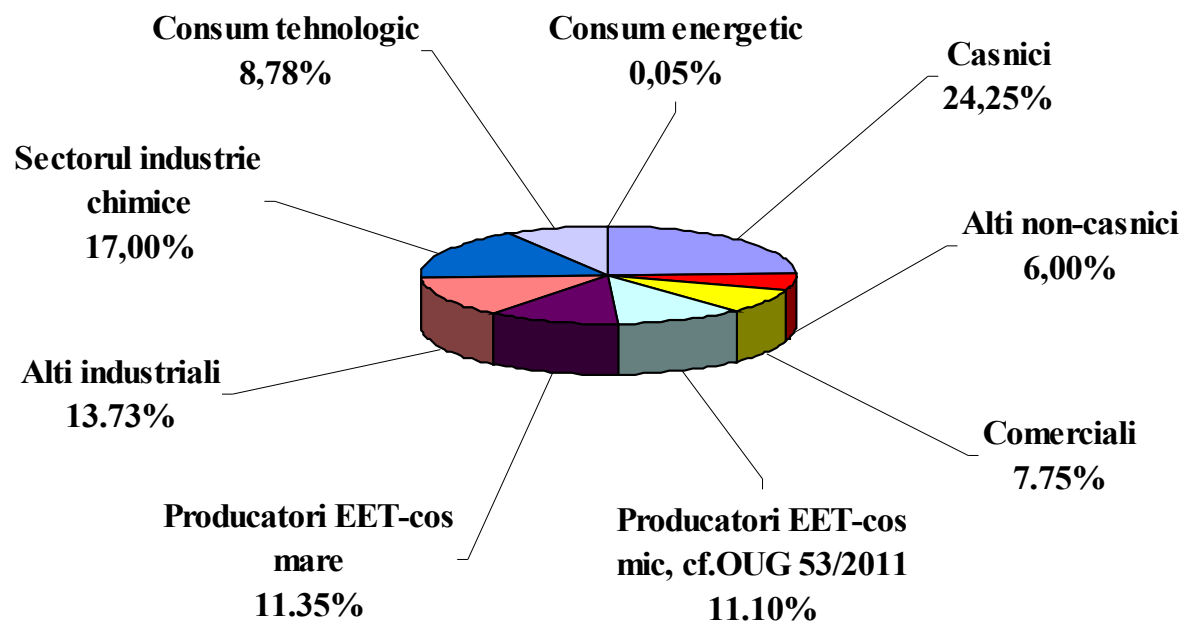 Consum tehnologic
8,78%
Consum energetic
0,05%
Casnici
24,25%
Sectorul industrie
chimice
17,00%
Alti non-casnici
6,00%
Alti industriali
13.73%
Comerciali
7.75%
Producatori EET-cos
mare
11.35%
Producatori EET-cos
mic, cf.OUG 53/2011
11.10%